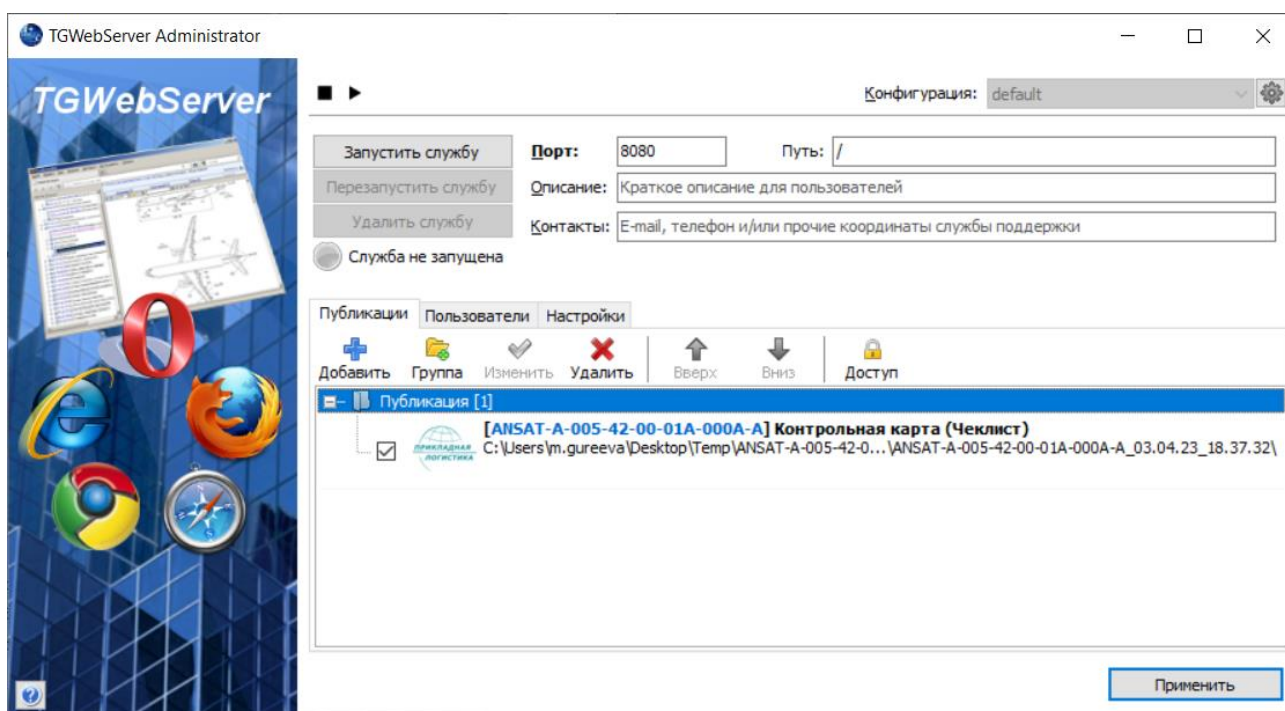 TGWebServer Administrator
TGWebServer
Конфигурация: default
Запустить службу Порт: 8080 Путь: /
Перезапустить службу Описание: Краткое описание для пользователей
Удалить службу Контакты: E-mail, телефон и/или прочие координаты службы поддержки
Служба не запущена
Публикации Пользователи Настройки
Добавить Группа Изменить Удалить Вверх Вниз Доступ
Публикация [1]
[ANSAT-A-005-42-00-01A-000A-A] Контрольная карта (Чеклист)
ПРИКЛАДНАЯ ЛОГИСТИКА
C:\Users\m.gureeva\Desktop\Temp\ANSAT-A-005-42-0...\ANSAT-A-005-42-00-01A-000A-A_03.04.23_18.37.32\
Применить